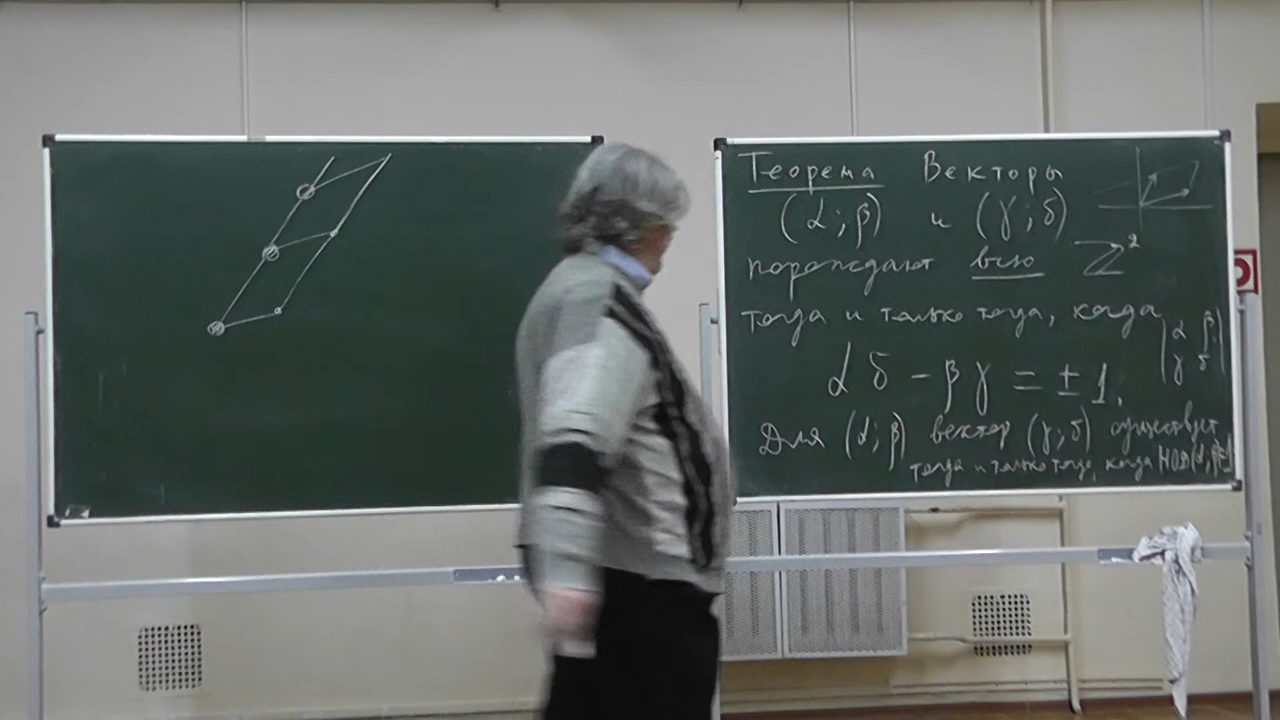 Теорема Векторы
(α; β) и (γ; δ)
порождают всю ℤ²
тогда и только тогда, когда
|α β|
|γ δ|
αδ − βγ = ±1.
Для (α; β) вектор (γ; δ) существует
тогда и только тогда, когда НОД(α, β)=1